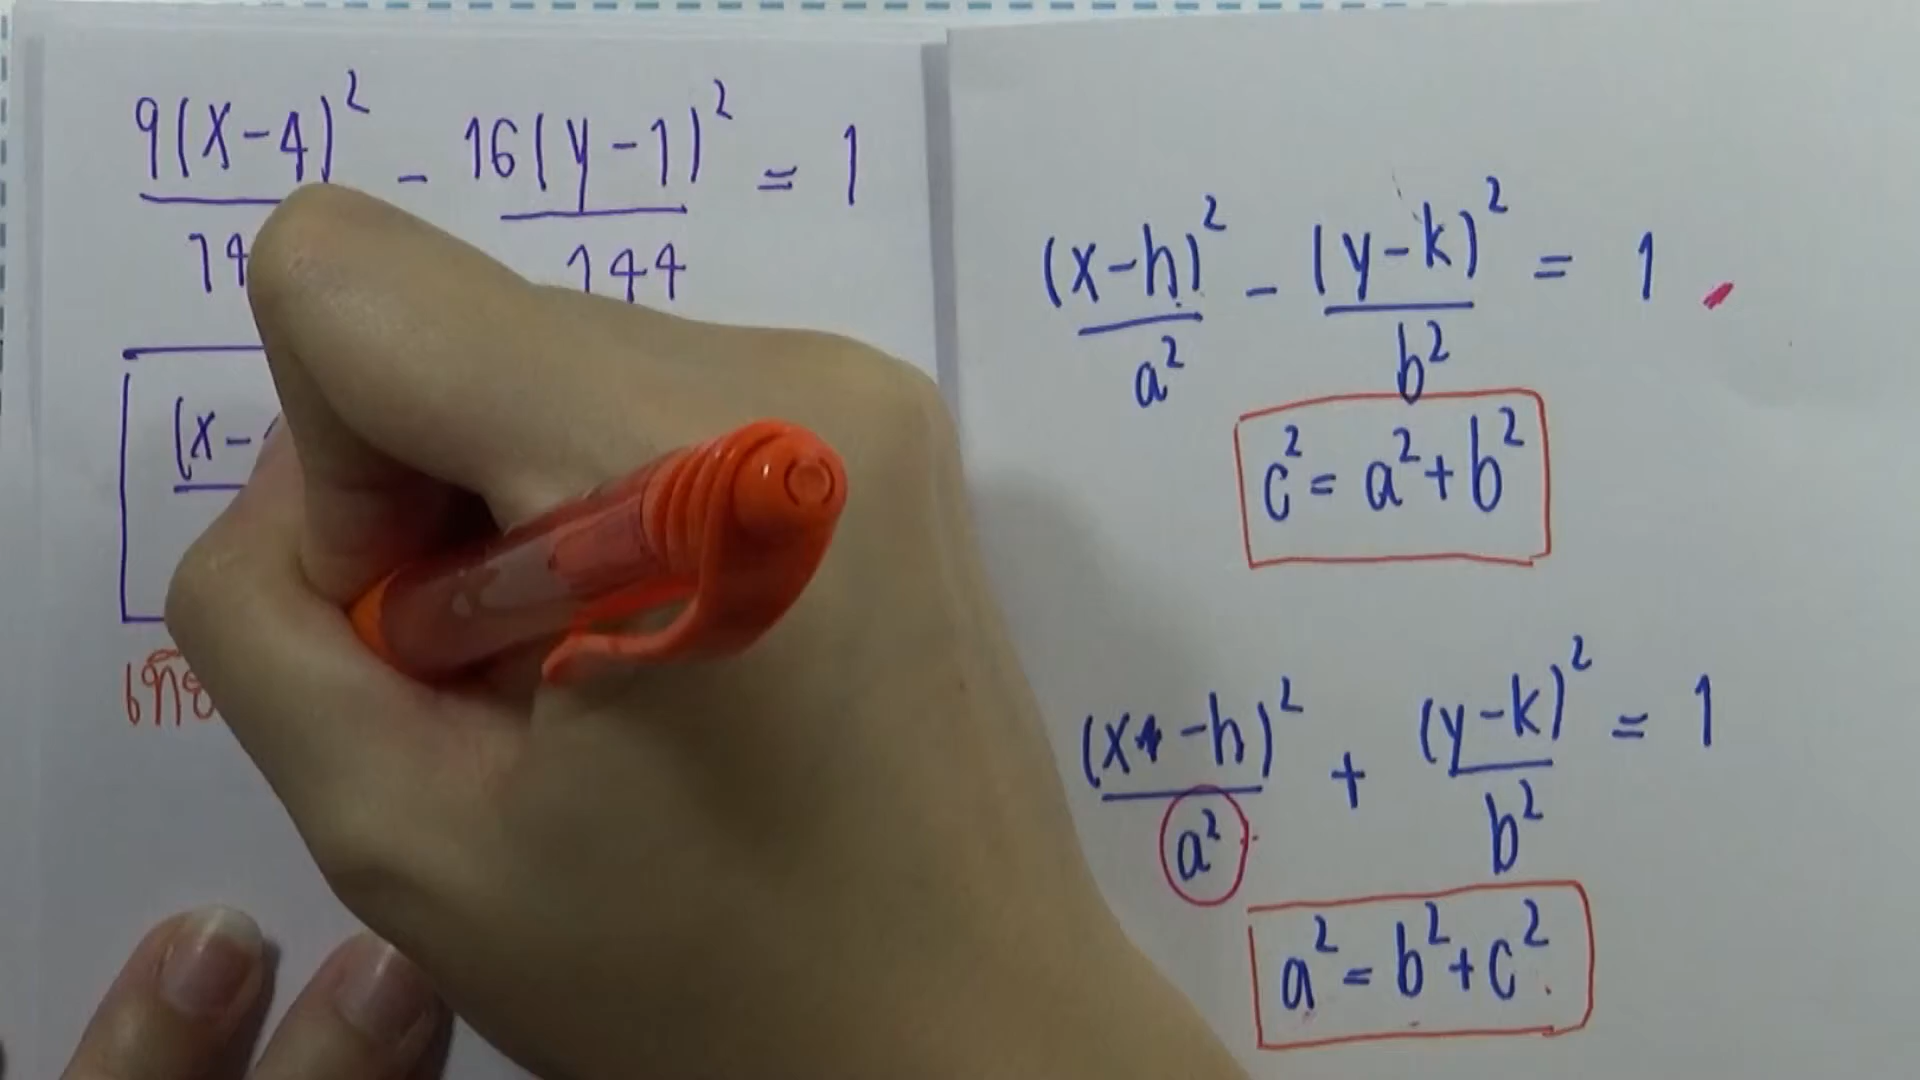 9(x-4)² - 16(y-1)² = 1
144
(x-
(x-h)² - (y-k)² = 1
a² b²
c² = a² + b²
(x-h)² + (y-k)² = 1
a² b²
a² = b² + c²